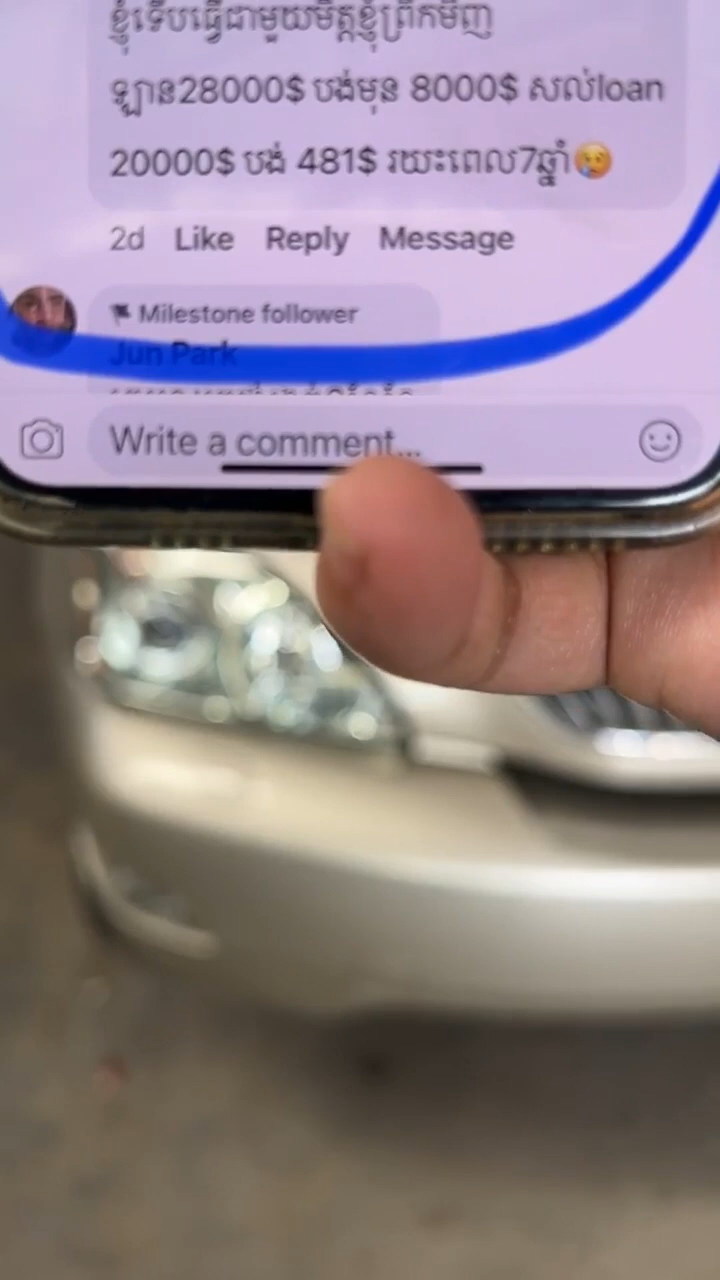 ខ្ញុំទើបធ្វើជាមួយមិត្តខ្ញុំព្រឹកមិញ
ឡាន28000$ បង់មុន 8000$ សល់loan
20000$ បង់ 481$ រយះពេល7ឆ្នាំ😢
2d Like Reply Message
Milestone follower
Jun Park
Write a comment...